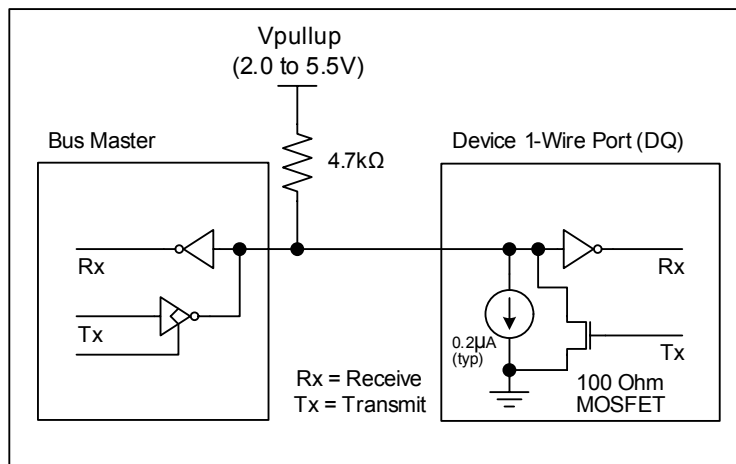 Vpullup
(2.0 to 5.5V)
Bus Master
4.7kΩ
Device 1-Wire Port (DQ)
Rx
Tx
Rx
Tx
0.2µA
(typ)
Rx = Receive
Tx = Transmit
100 Ohm
MOSFET